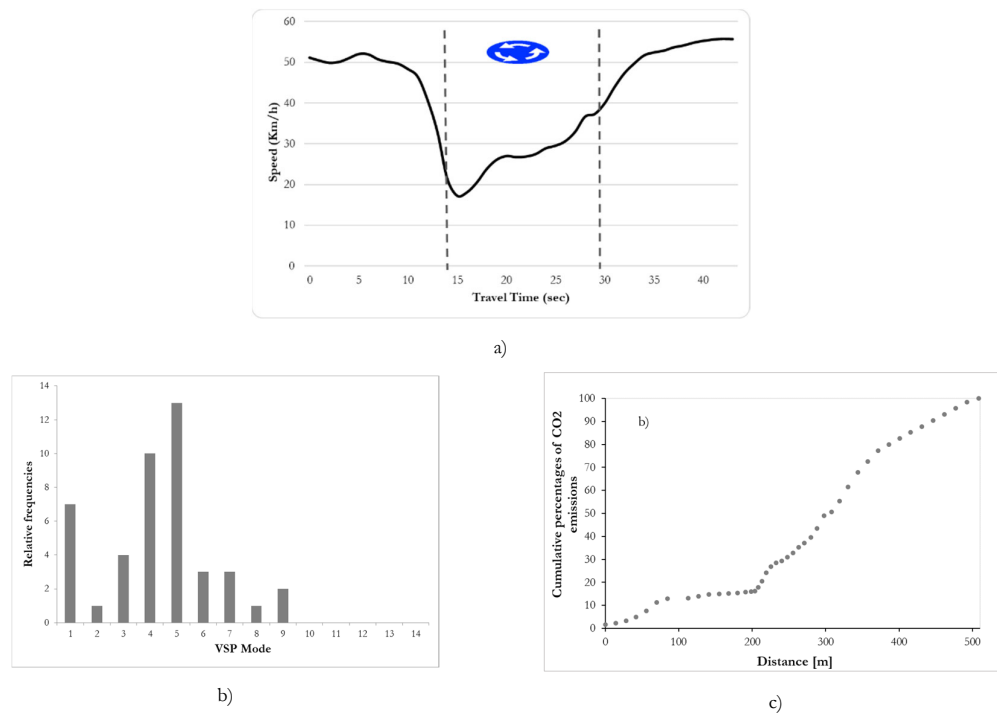 60
50
40
30
20
10
0
Speed (Km/h)
0 5 10 15 20 25 30 35 40
Travel Time (sec)
a)
14
12
10
8
6
4
2
0
Relative frequencies
1 2 3 4 5 6 7 8 9 10 11 12 13 14
VSP Mode
b)
100
90
80
70
60
50
40
30
20
10
0
Cumulative percentages of CO2
emissions
b)
0 100 200 300 400 500
Distance [m]
c)